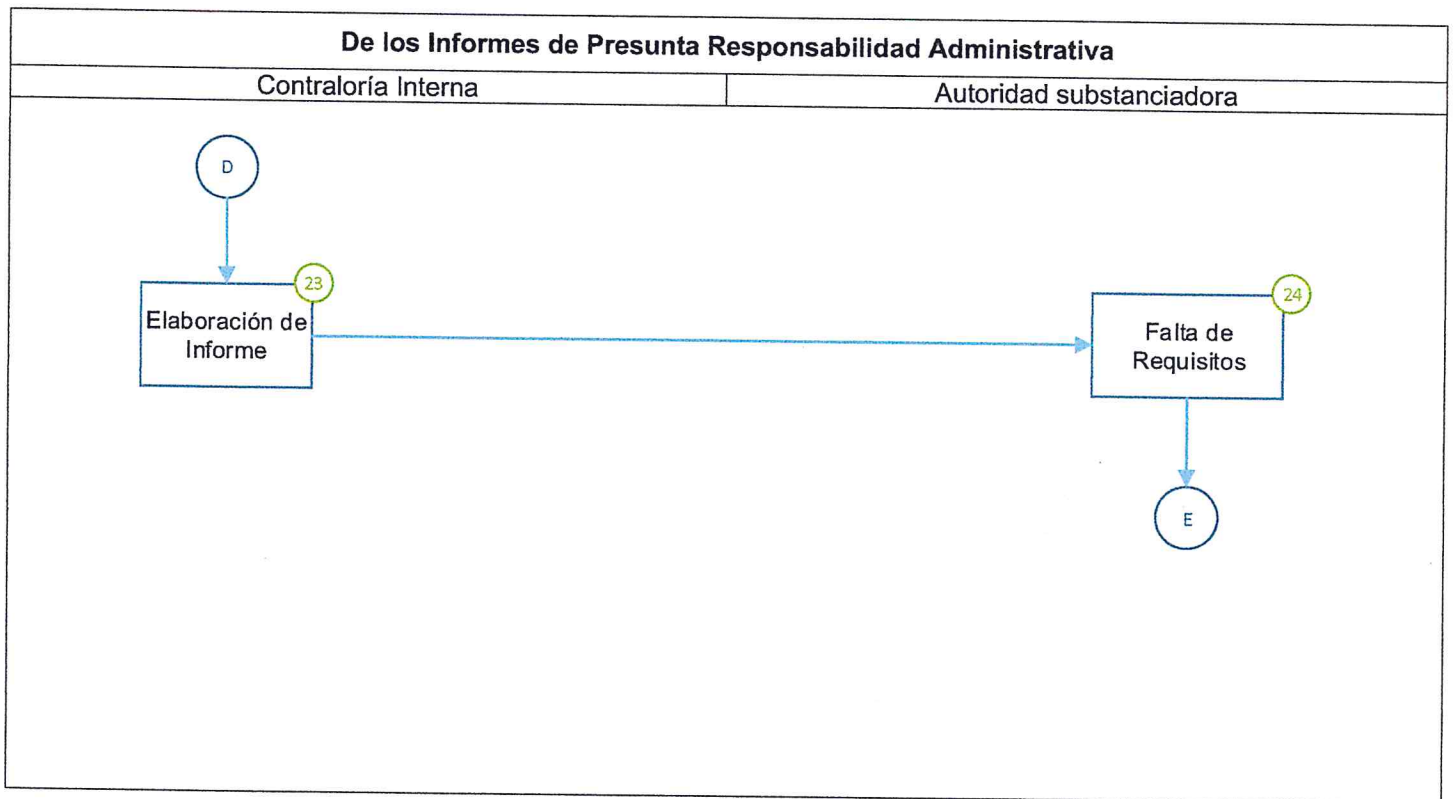 De los Informes de Presunta Responsabilidad Administrativa
Contraloría Interna
Autoridad substanciadora
D
23
Elaboración de
Informe
24
Falta de
Requisitos
E